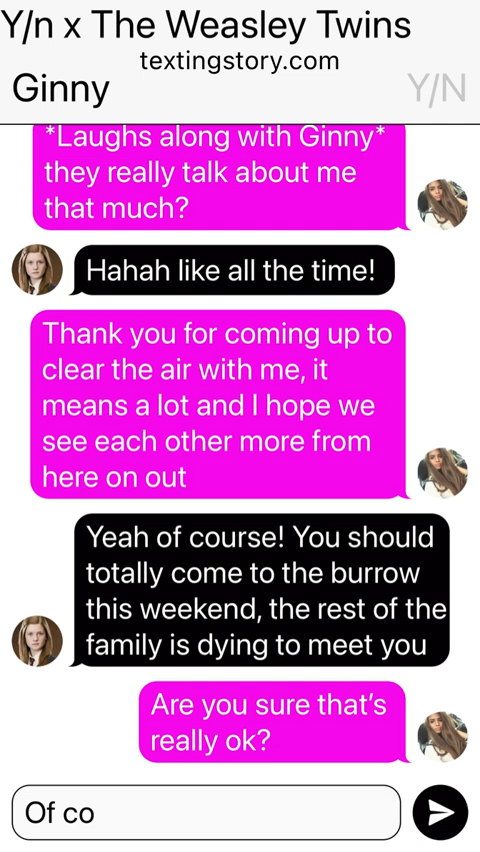 Y/n x The Weasley Twins
textingstory.com
Ginny
Y/N
*Laughs along with Ginny*
they really talk about me
that much?
Hahah like all the time!
Thank you for coming up to
clear the air with me, it
means a lot and I hope we
see each other more from
here on out
Yeah of course! You should
totally come to the burrow
this weekend, the rest of the
family is dying to meet you
Are you sure that’s
really ok?
Of co